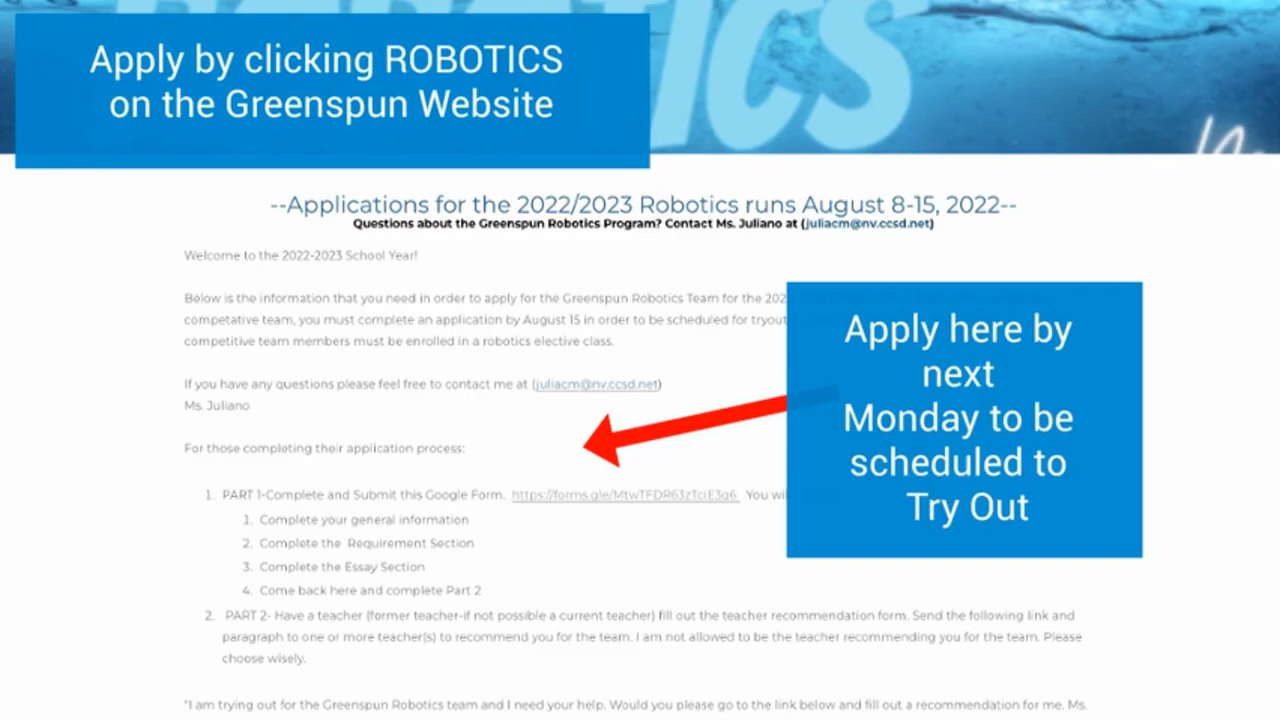 Apply by clicking ROBOTICS
on the Greenspun Website
TICS
--Applications for the 2022/2023 Robotics runs August 8-15, 2022--
Questions about the Greenspun Robotics Program? Contact Ms. Juliano at (juliacm@nv.ccsd.net)
Welcome to the 2022-2023 School Year!
Below is the information that you need in order to apply for the Greenspun Robotics Team for the 202
competative team, you must complete an application by August 15 in order to be scheduled for tryout
competitive team members must be enrolled in a robotics elective class.
If you have any questions please feel free to contact me at (juliacm@nv.ccsd.net)
Ms. Juliano
For those completing their application process:
Apply here by
next
Monday to be
scheduled to
Try Out
1. PART 1-Complete and Submit this Google Form. https://forms.gle/MtwTFDR63zTciE3q6 You wi
1. Complete your general information
2. Complete the Requirement Section
3. Complete the Essay Section
4. Come back here and complete Part 2
2. PART 2- Have a teacher (former teacher-if not possible a current teacher) fill out the teacher recommendation form. Send the following link and
paragraph to one or more teacher(s) to recommend you for the team. I am not allowed to be the teacher recommending you for the team. Please
choose wisely.
"I am trying out for the Greenspun Robotics team and I need your help. Would you please go to the link below and fill out a recommendation for me. Ms.